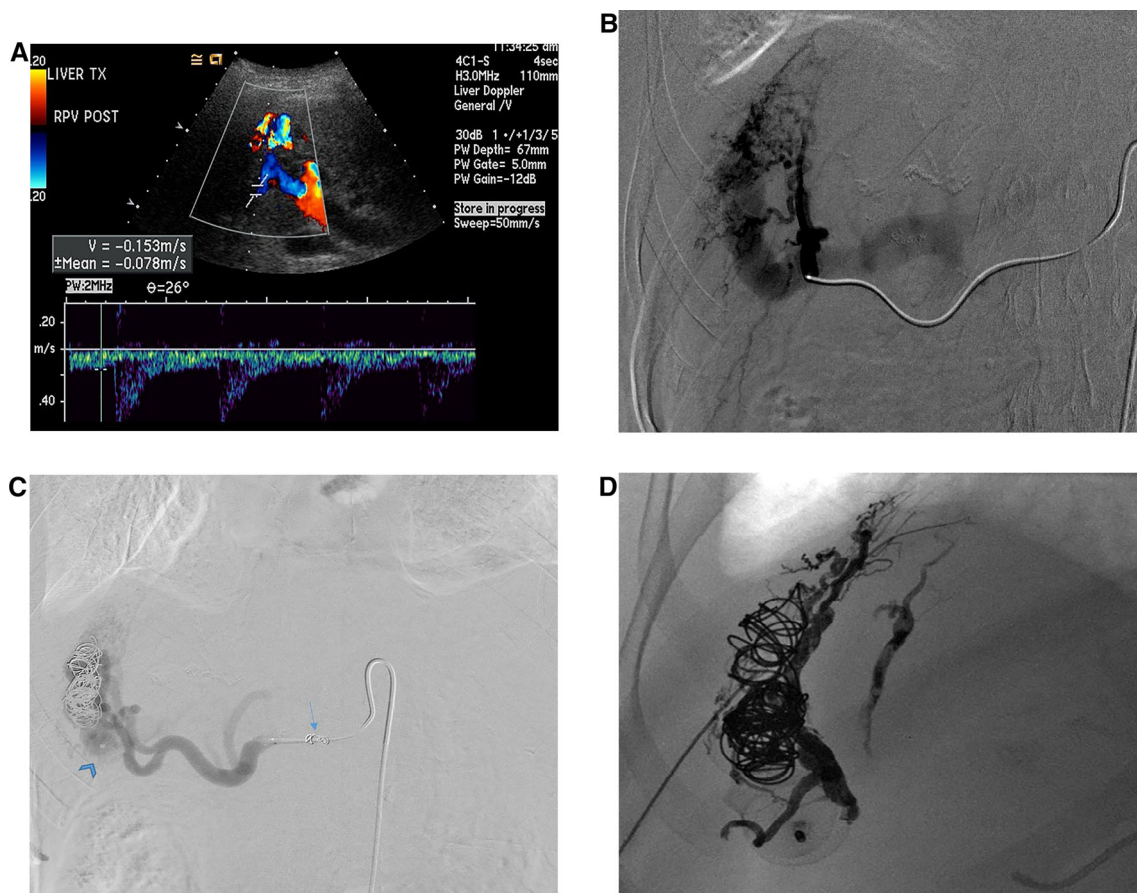 A
11:34:25 am
.20
LIVER TX
RPV POST
.20
4C1-S 4sec
H3.0MHz 110mm
Liver Doppler
General /V
30dB 1 •/+1/3/5
PW Depth= 67mm
PW Gate= 5.0mm
PW Gain=-12dB
Store in progress
Sweep=50mm/s
V = -0.153m/s
±Mean = -0.078m/s
PW:2MHz θ=26°
.20
m/s
.40
B
C
D